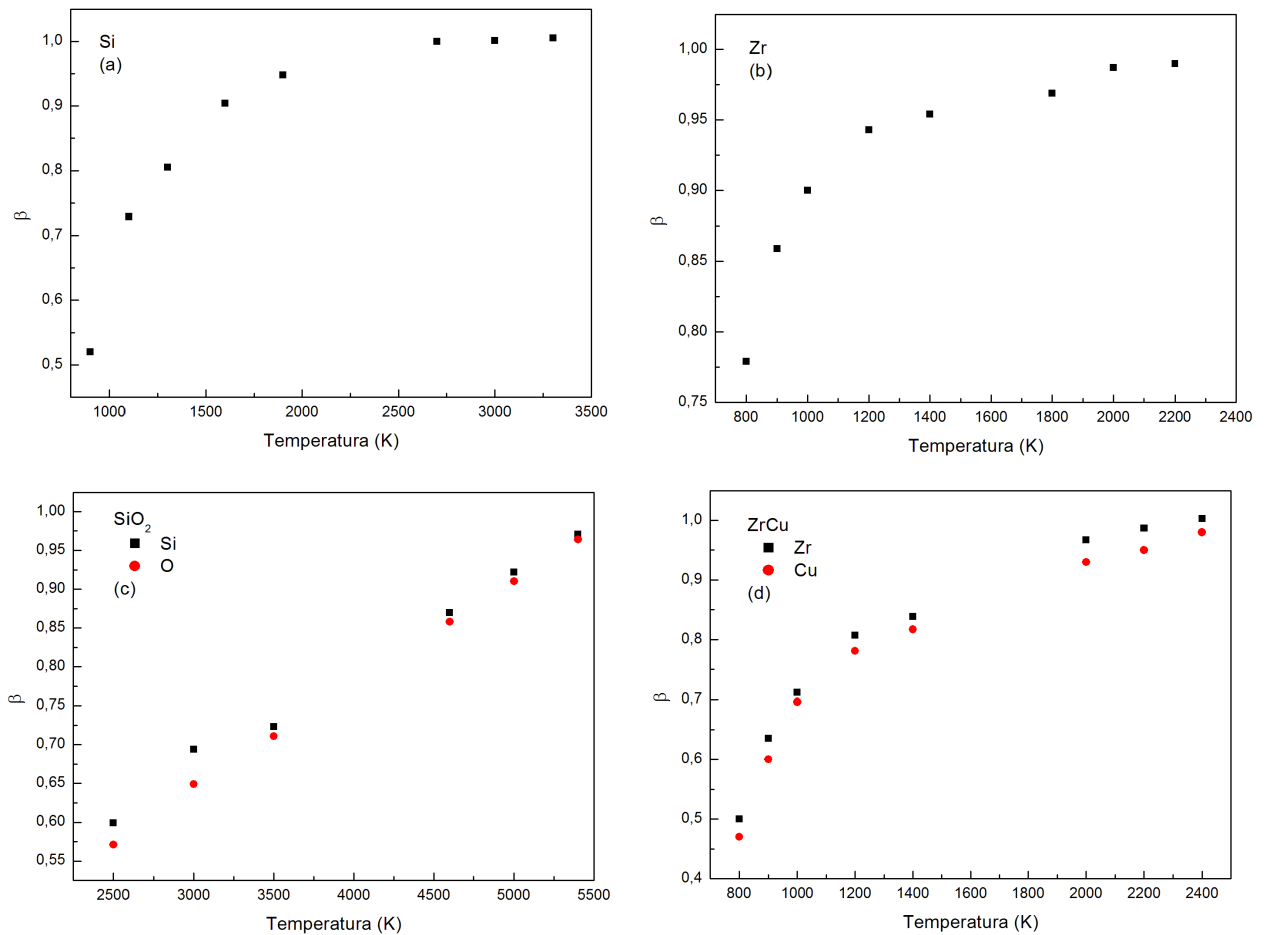 Si
(a)
1,0
0,9
0,8
0,7
0,6
0,5
β
1000 1500 2000 2500 3000 3500
Temperatura (K)
Zr
(b)
1,00
0,95
0,90
0,85
0,80
0,75
β
800 1000 1200 1400 1600 1800 2000 2200 2400
Temperatura (K)
SiO2
Si
O
(c)
1,00
0,95
0,90
0,85
0,80
0,75
0,70
0,65
0,60
0,55
β
2500 3000 3500 4000 4500 5000 5500
Temperatura (K)
ZrCu
Zr
Cu
(d)
1,0
0,9
0,8
0,7
0,6
0,5
0,4
β
800 1000 1200 1400 1600 1800 2000 2200 2400
Temperatura (K)